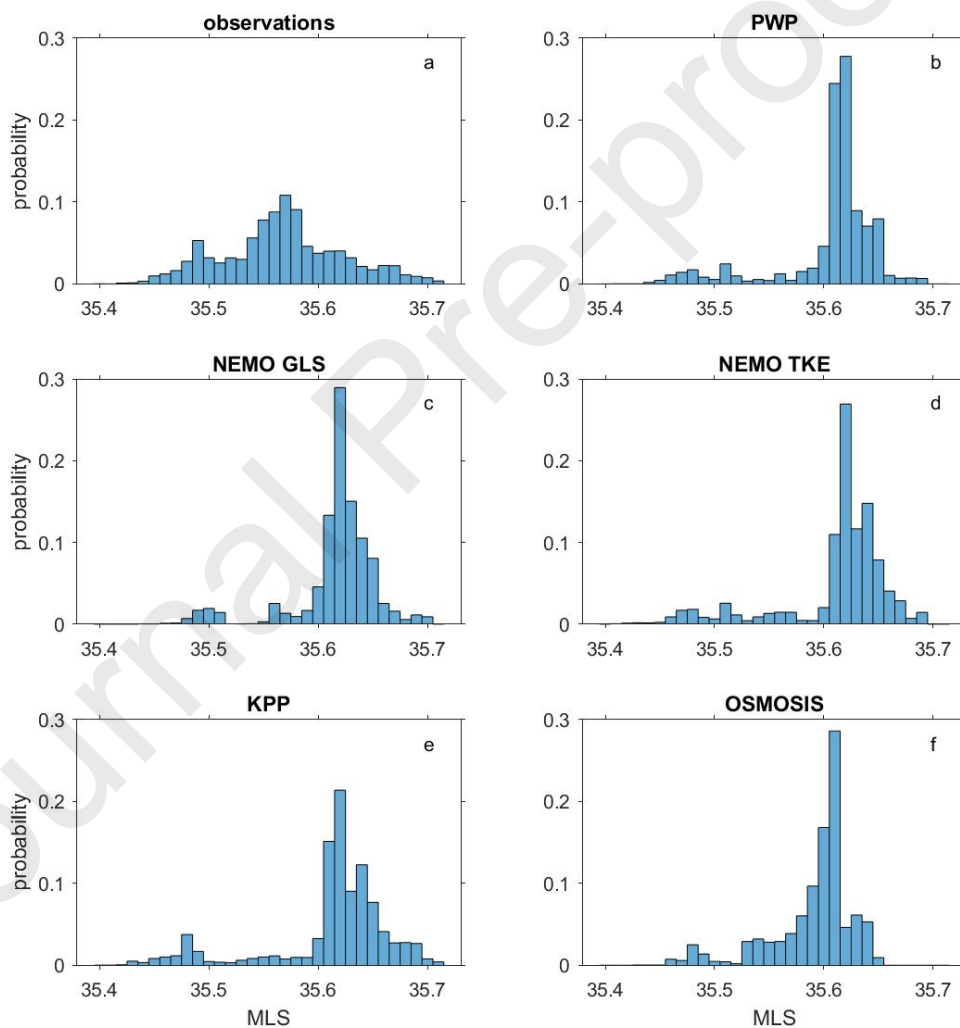 observations
a
0.3
0.2
0.1
0
probability
35.4 35.5 35.6 35.7
PWP
b
0.3
0.2
0.1
0
35.4 35.5 35.6 35.7
NEMO GLS
c
0.3
0.2
0.1
0
probability
35.4 35.5 35.6 35.7
NEMO TKE
d
0.3
0.2
0.1
0
35.4 35.5 35.6 35.7
KPP
e
0.3
0.2
0.1
0
probability
35.4 35.5 35.6 35.7
MLS
OSMOSIS
f
0.3
0.2
0.1
0
35.4 35.5 35.6 35.7
MLS
Journal Pre-proo